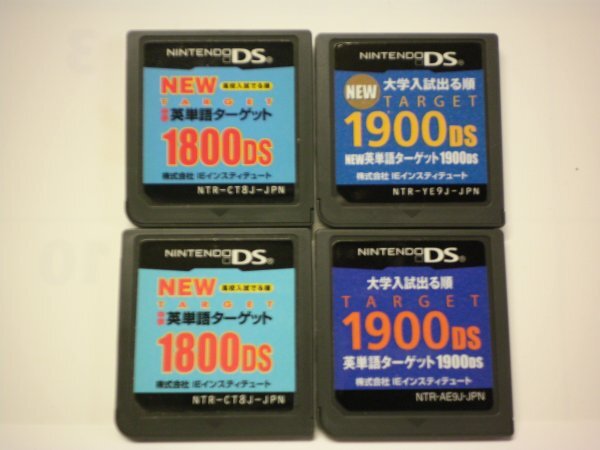 NINTENDO DS
NEW 高校入試でる順
TARGET
中学 英単語ターゲット
1800DS
株式会社 IEインスティテュート
NTR-CT8J-JPN
NINTENDO DS
NEW 大学入試出る順
TARGET
1900DS
NEW英単語ターゲット1900DS
株式会社 IEインスティテュート
NTR-YE9J-JPN
NINTENDO DS
NEW 高校入試でる順
TARGET
中学 英単語ターゲット
1800DS
株式会社 IEインスティテュート
NTR-CT8J-JPN
NINTENDO DS
大学入試出る順
TARGET
1900DS
英単語ターゲット1900DS
株式会社 IEインスティテュート
NTR-AE9J-JPN